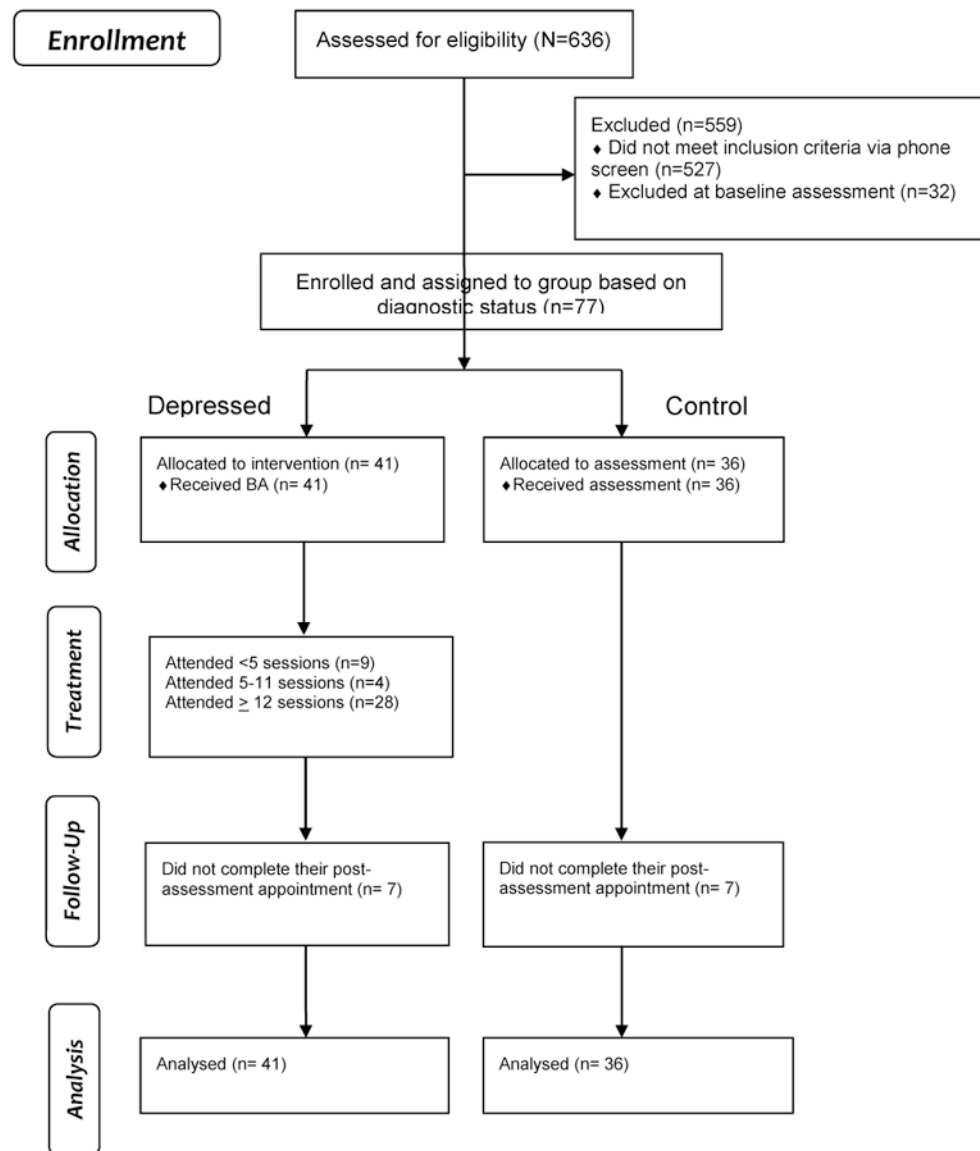 Enrollment
Assessed for eligibility (N=636)
Excluded (n=559)
♦ Did not meet inclusion criteria via phone
screen (n=527)
♦ Excluded at baseline assessment (n=32)
Enrolled and assigned to group based on
diagnostic status (n=77)
Depressed
Control
Allocation
Allocated to intervention (n= 41)
♦Received BA (n= 41)
Allocated to assessment (n= 36)
♦Received assessment (n= 36)
Treatment
Attended <5 sessions (n=9)
Attended 5-11 sessions (n=4)
Attended ≥ 12 sessions (n=28)
Follow-Up
Did not complete their post-
assessment appointment (n= 7)
Did not complete their post-
assessment appointment (n= 7)
Analysis
Analysed (n= 41)
Analysed (n= 36)